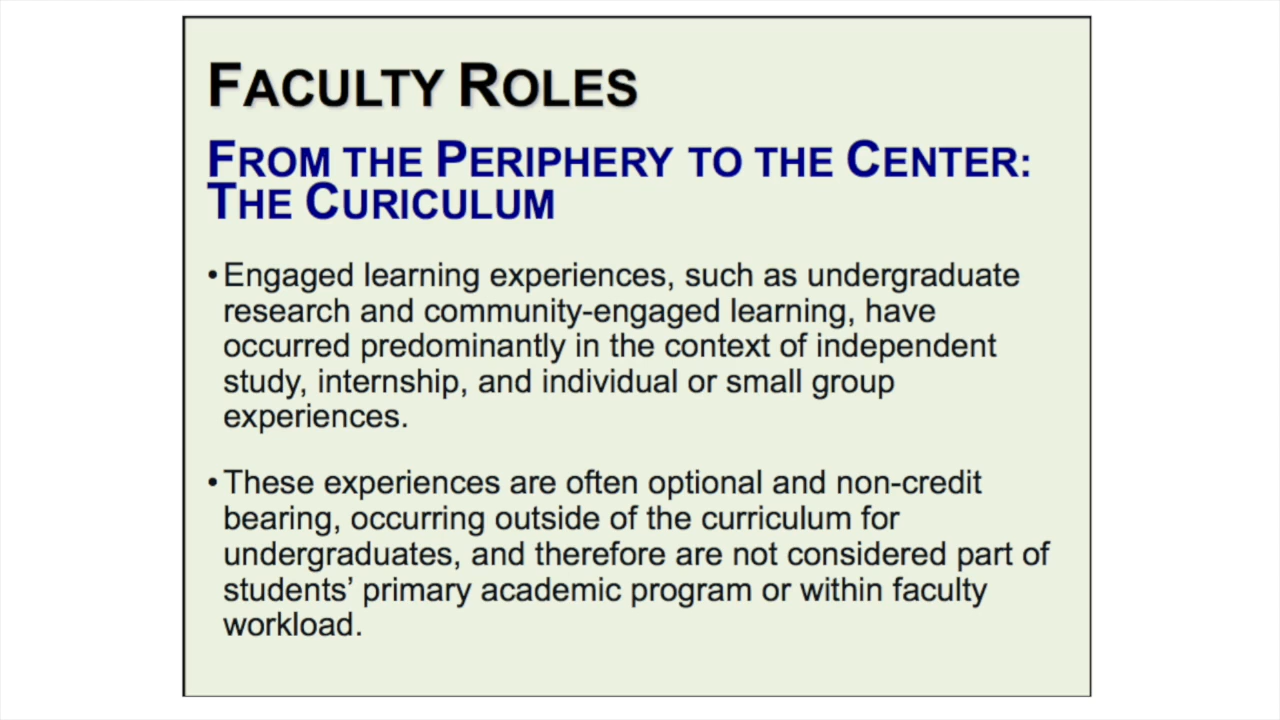 FACULTY ROLES
FROM THE PERIPHERY TO THE CENTER:
THE CURICULUM
• Engaged learning experiences, such as undergraduate
research and community-engaged learning, have
occurred predominantly in the context of independent
study, internship, and individual or small group
experiences.
• These experiences are often optional and non-credit
bearing, occurring outside of the curriculum for
undergraduates, and therefore are not considered part of
students’ primary academic program or within faculty
workload.